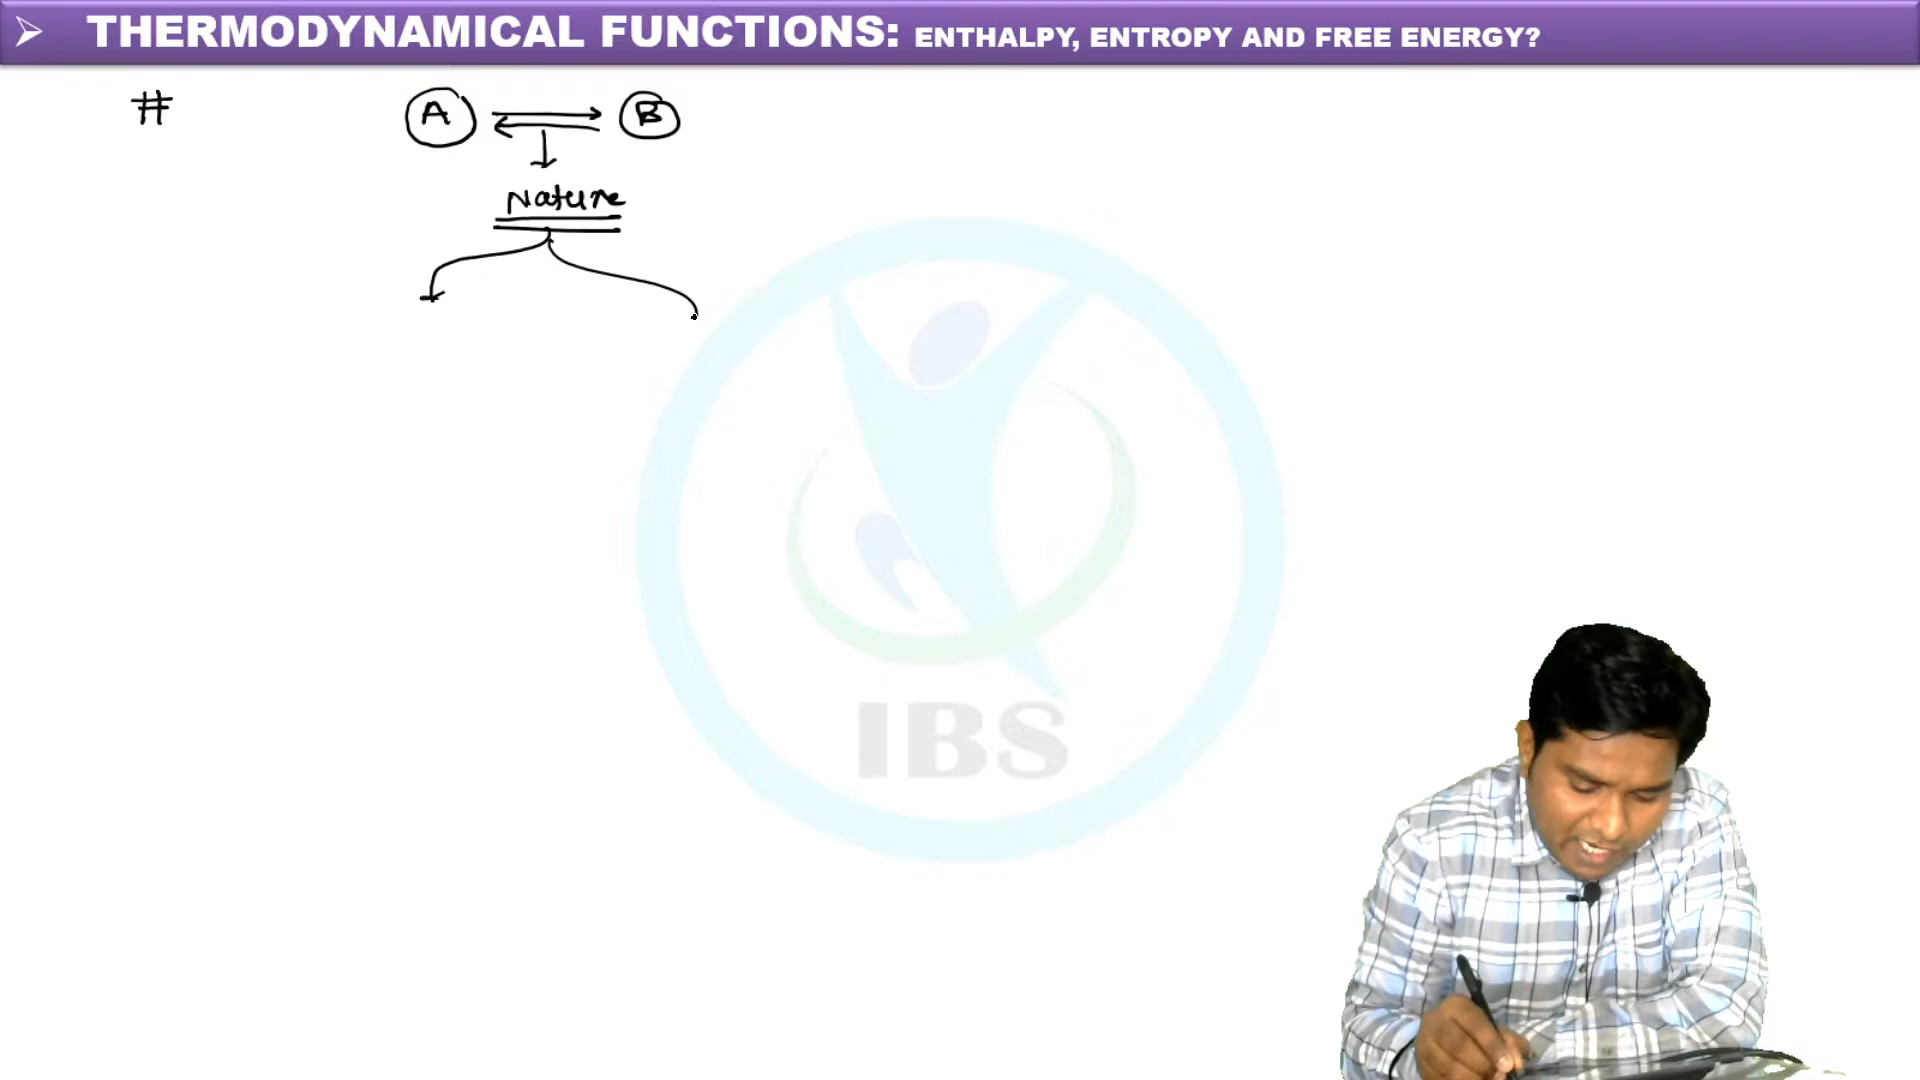 THERMODYNAMICAL FUNCTIONS: ENTHALPY, ENTROPY AND FREE ENERGY?
# A ⇌ B
Nature
IBS